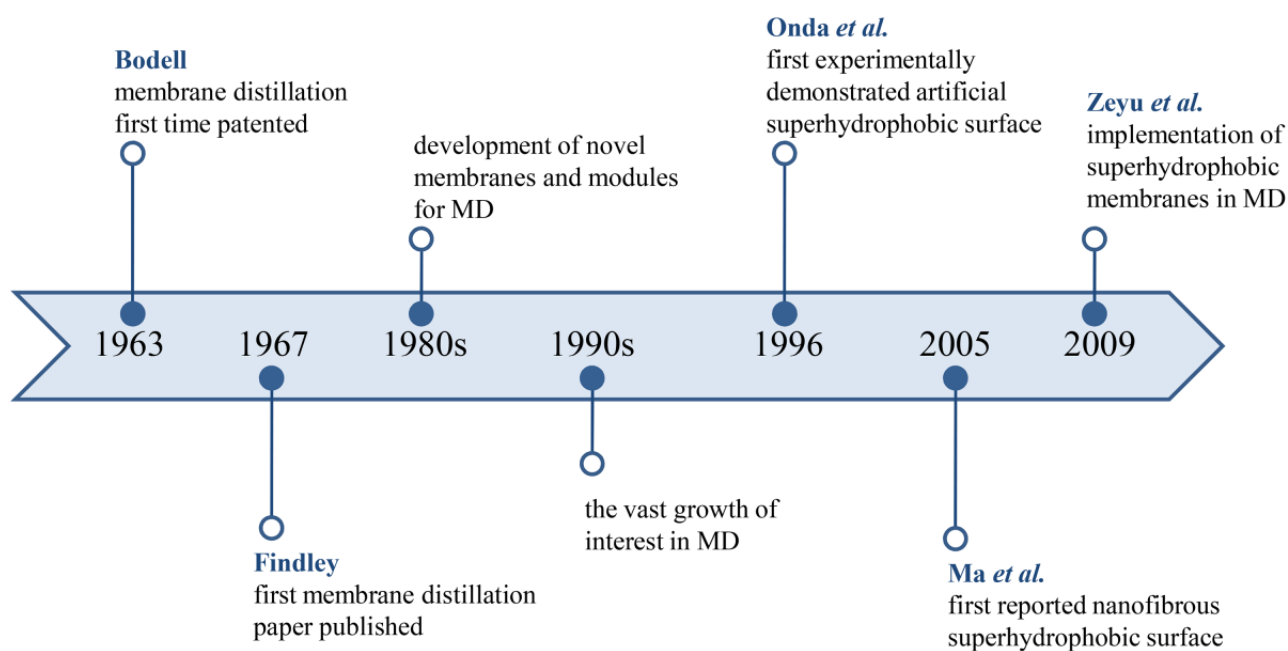 Bodell
membrane distillation
first time patented
development of novel
membranes and modules
for MD
Onda et al.
first experimentally
demonstrated artificial
superhydrophobic surface
Zeyu et al.
implementation of
superhydrophobic
membranes in MD
1963
1967
1980s
1990s
1996
2005
2009
Findley
first membrane distillation
paper published
the vast growth of
interest in MD
Ma et al.
first reported nanofibrous
superhydrophobic surface